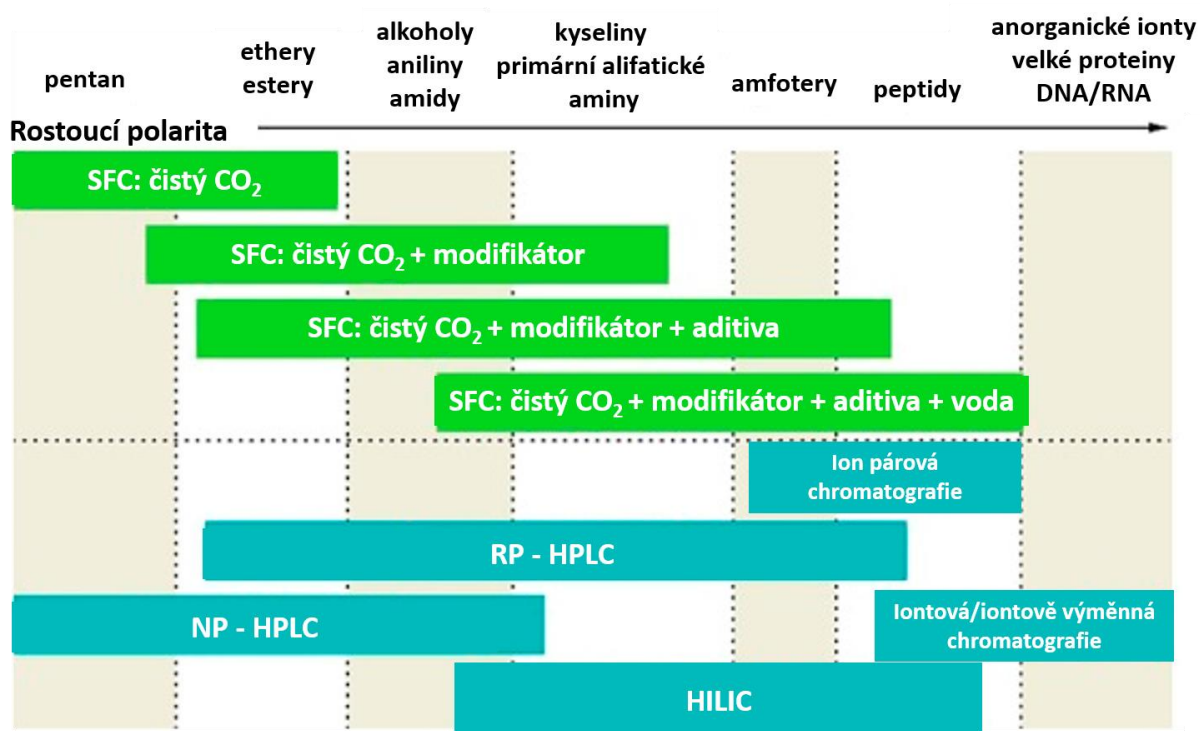 pentan
ethery
estery
alkoholy
aniliny
amidy
kyseliny
primární alifatické
aminy
amfotery
peptidy
anorganické ionty
velké proteiny
DNA/RNA
Rostoucí polarita
SFC: čistý CO₂
SFC: čistý CO₂ + modifikátor
SFC: čistý CO₂ + modifikátor + aditiva
SFC: čistý CO₂ + modifikátor + aditiva + voda
Ion párová
chromatografie
RP - HPLC
NP - HPLC
Iontová/iontově výměnná
chromatografie
HILIC